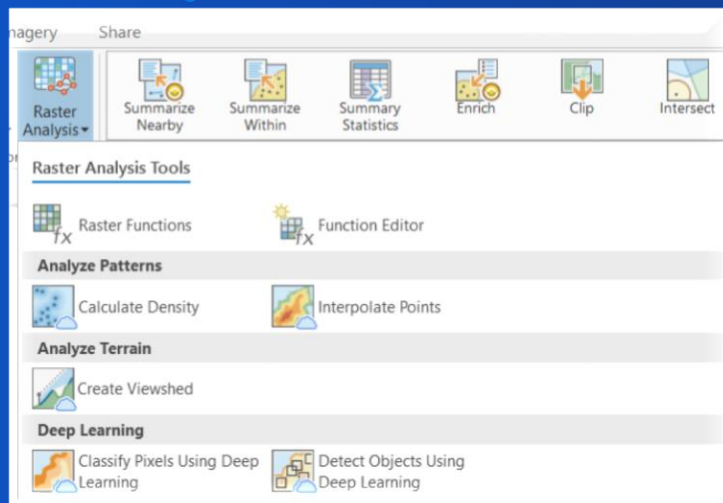 Share
Raster
Analysis
Summarize
Nearby
Summarize
Within
Summary
Statistics
Enrich
Clip
Intersect
Raster Analysis Tools
fx Raster Functions
fx Function Editor
Analyze Patterns
Calculate Density
Interpolate Points
Analyze Terrain
Create Viewshed
Deep Learning
Classify Pixels Using Deep
Learning
Detect Objects Using
Deep Learning